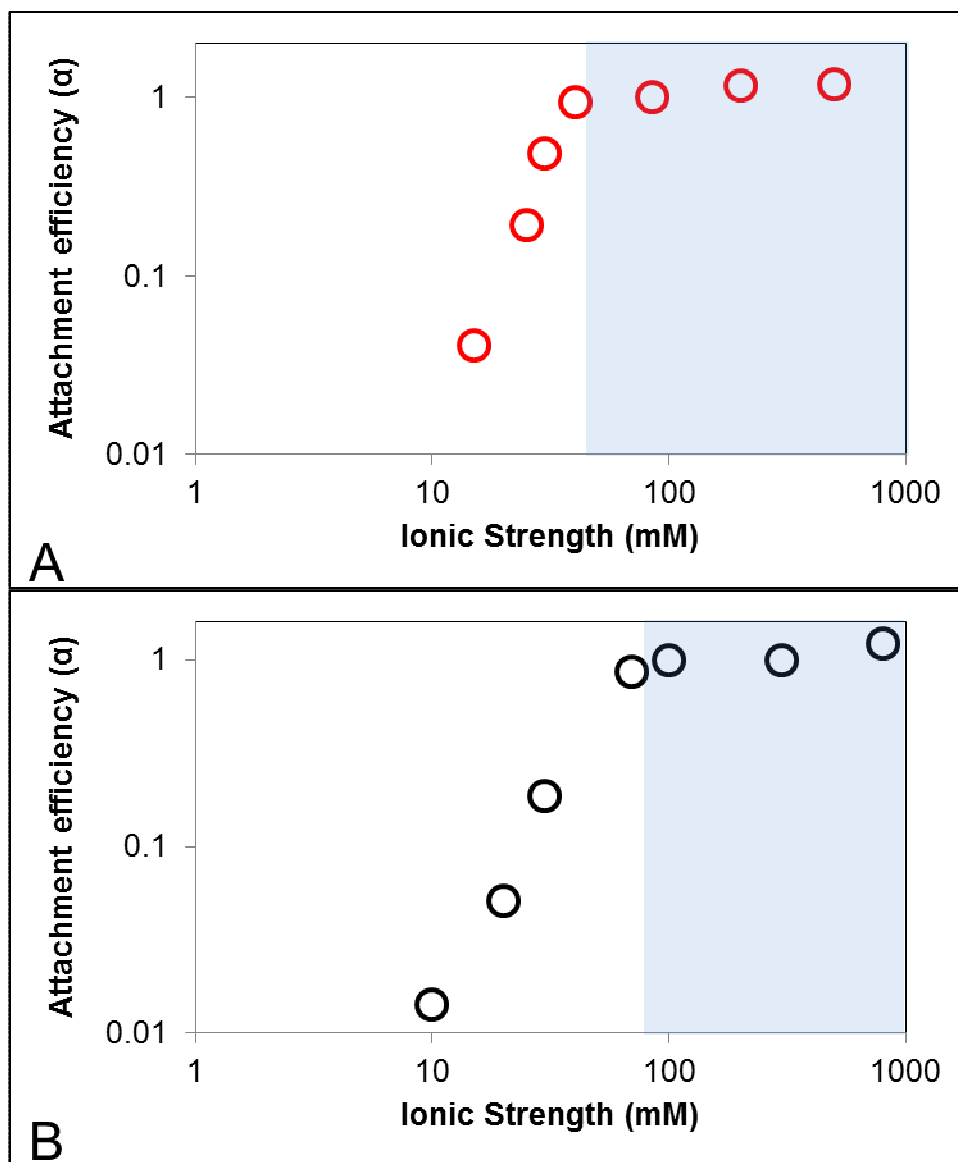 Attachment efficiency (α)
1
0.1
0.01
1 10 100 1000
Ionic Strength (mM)
A
Attachment efficiency (α)
1
0.1
0.01
1 10 100 1000
Ionic Strength (mM)
B